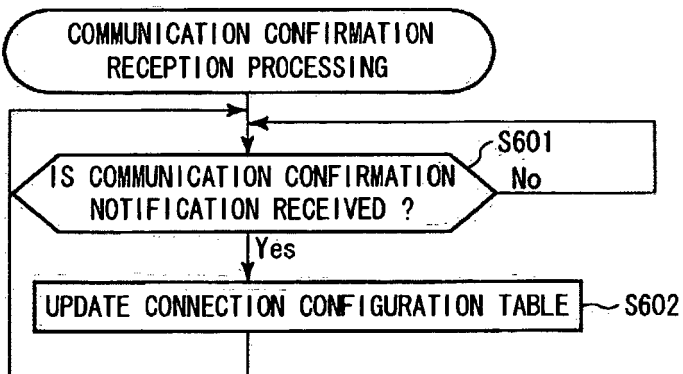 COMMUNICATION CONFIRMATION
RECEPTION PROCESSING
S601
IS COMMUNICATION CONFIRMATION
NOTIFICATION RECEIVED ?
No
Yes
UPDATE CONNECTION CONFIGURATION TABLE
S602